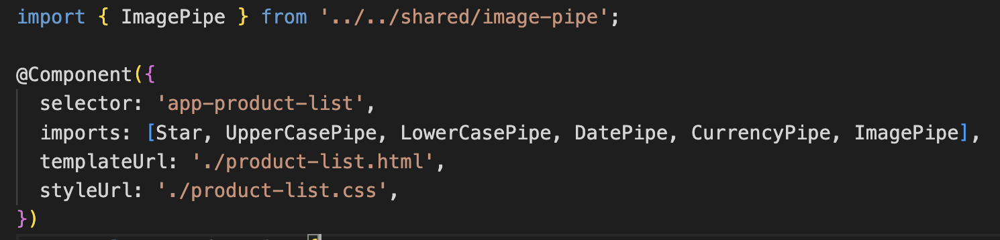 import { ImagePipe } from '../../shared/image-pipe';
@Component({
selector: 'app-product-list',
imports: [Star, UpperCasePipe, LowerCasePipe, DatePipe, CurrencyPipe, ImagePipe],
templateUrl: './product-list.html',
styleUrl: './product-list.css',
})